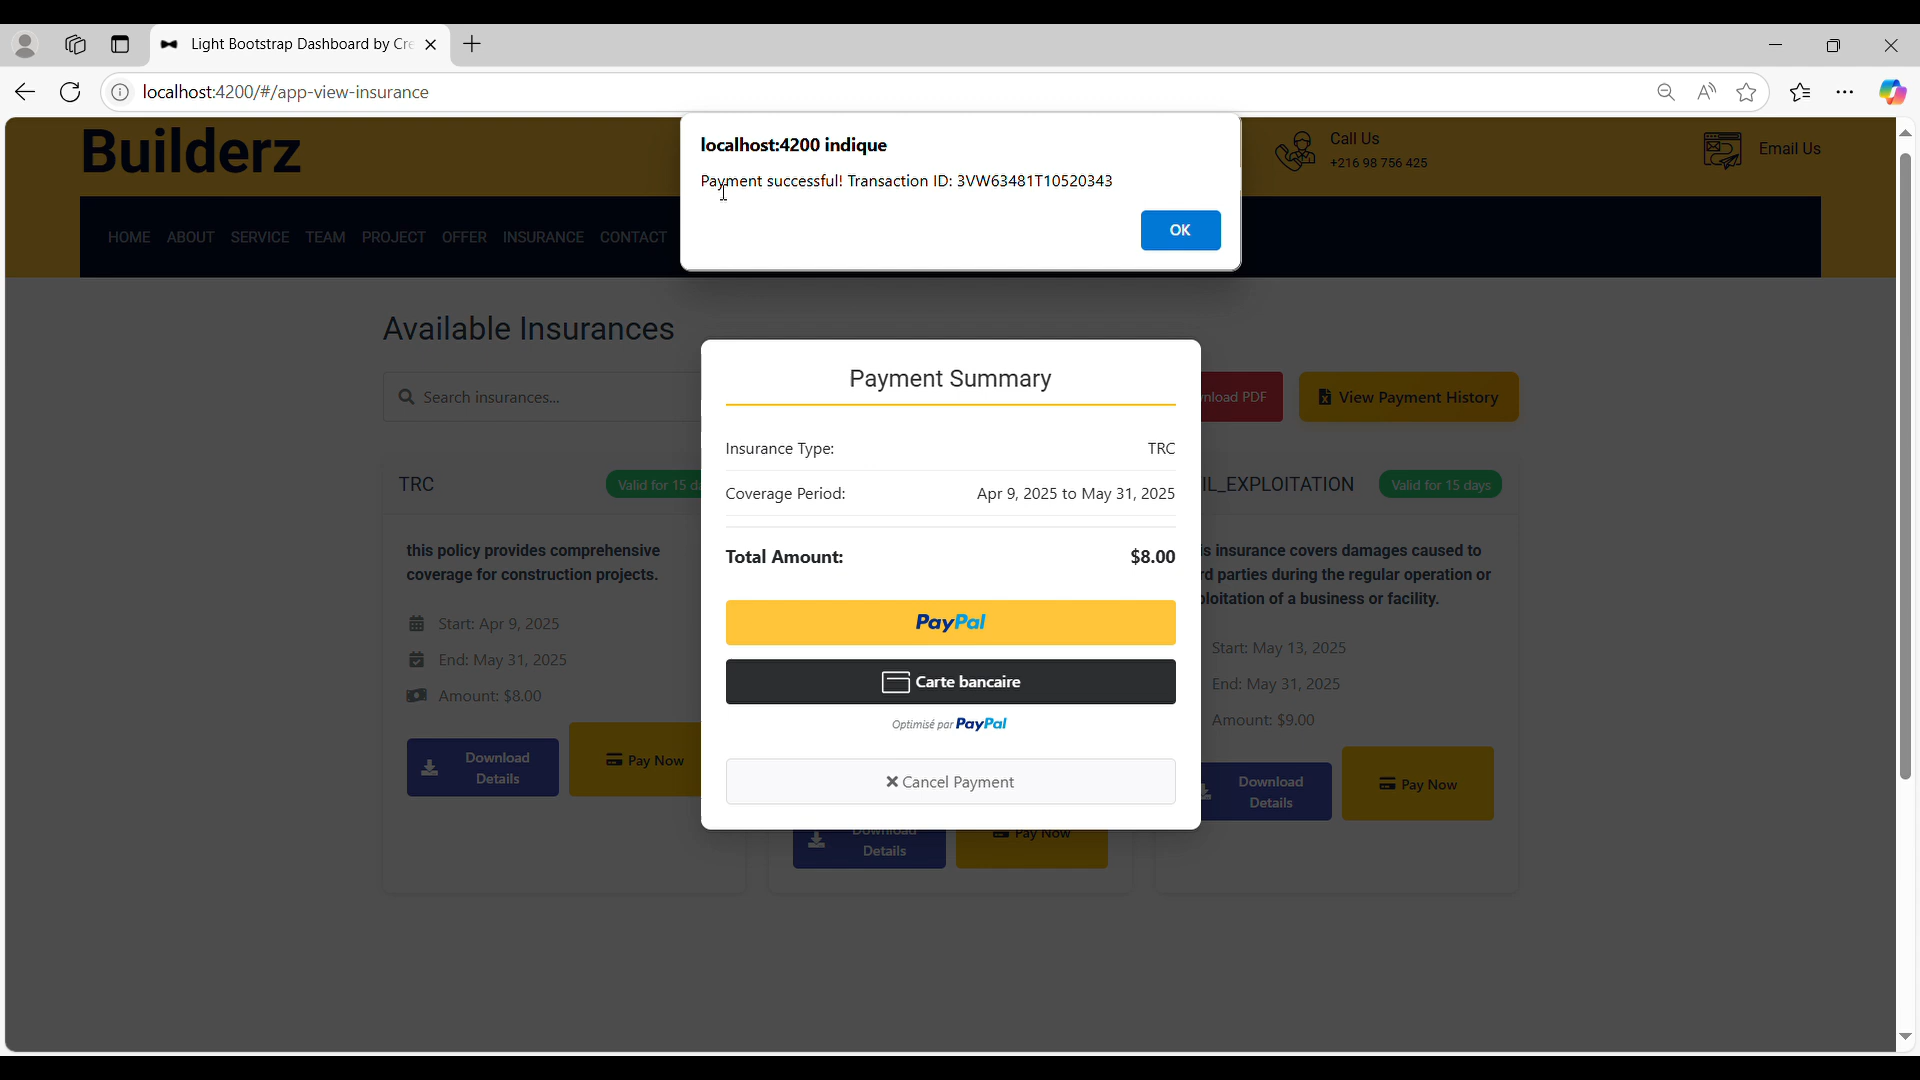 Light Bootstrap Dashboard by Cre
localhost:4200/#/app-view-insurance
Builderz
Call Us
+216 98 756 425
Email Us
localhost:4200 indique
Payment successful! Transaction ID: 3VW63481T10520343
OK
HOME ABOUT SERVICE TEAM PROJECT OFFER INSURANCE CONTACT
Available Insurances
Search insurances...
nload PDF
View Payment History
Payment Summary
Insurance Type: TRC
Coverage Period: Apr 9, 2025 to May 31, 2025
Total Amount: $8.00
PayPal
Carte bancaire
Optimisé par PayPal
Cancel Payment
TRC
Valid for 15 da
this policy provides comprehensive
coverage for construction projects.
Start: Apr 9, 2025
End: May 31, 2025
Amount: $8.00
Download
Details
Pay Now
Download
Details
Pay Now
IL_EXPLOITATION
Valid for 15 days
is insurance covers damages caused to
rd parties during the regular operation or
ploitation of a business or facility.
Start: May 13, 2025
End: May 31, 2025
Amount: $9.00
Download
Details
Pay Now